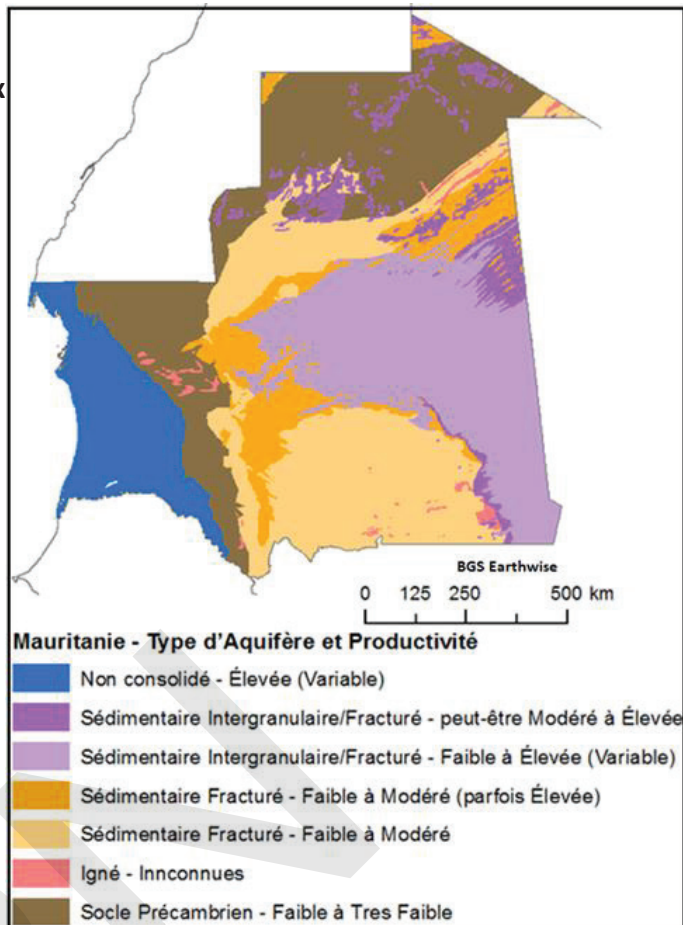 x
BGS Earthwise
0 125 250 500 km
Mauritanie - Type d'Aquifère et Productivité
Non consolidé - Élevée (Variable)
Sédimentaire Intergranulaire/Fracturé - peut-être Modéré à Élevée
Sédimentaire Intergranulaire/Fracturé - Faible à Élevée (Variable)
Sédimentaire Fracturé - Faible à Modéré (parfois Élevée)
Sédimentaire Fracturé - Faible à Modéré
Igné - Innconnues
Socle Précambrien - Faible à Tres Faible